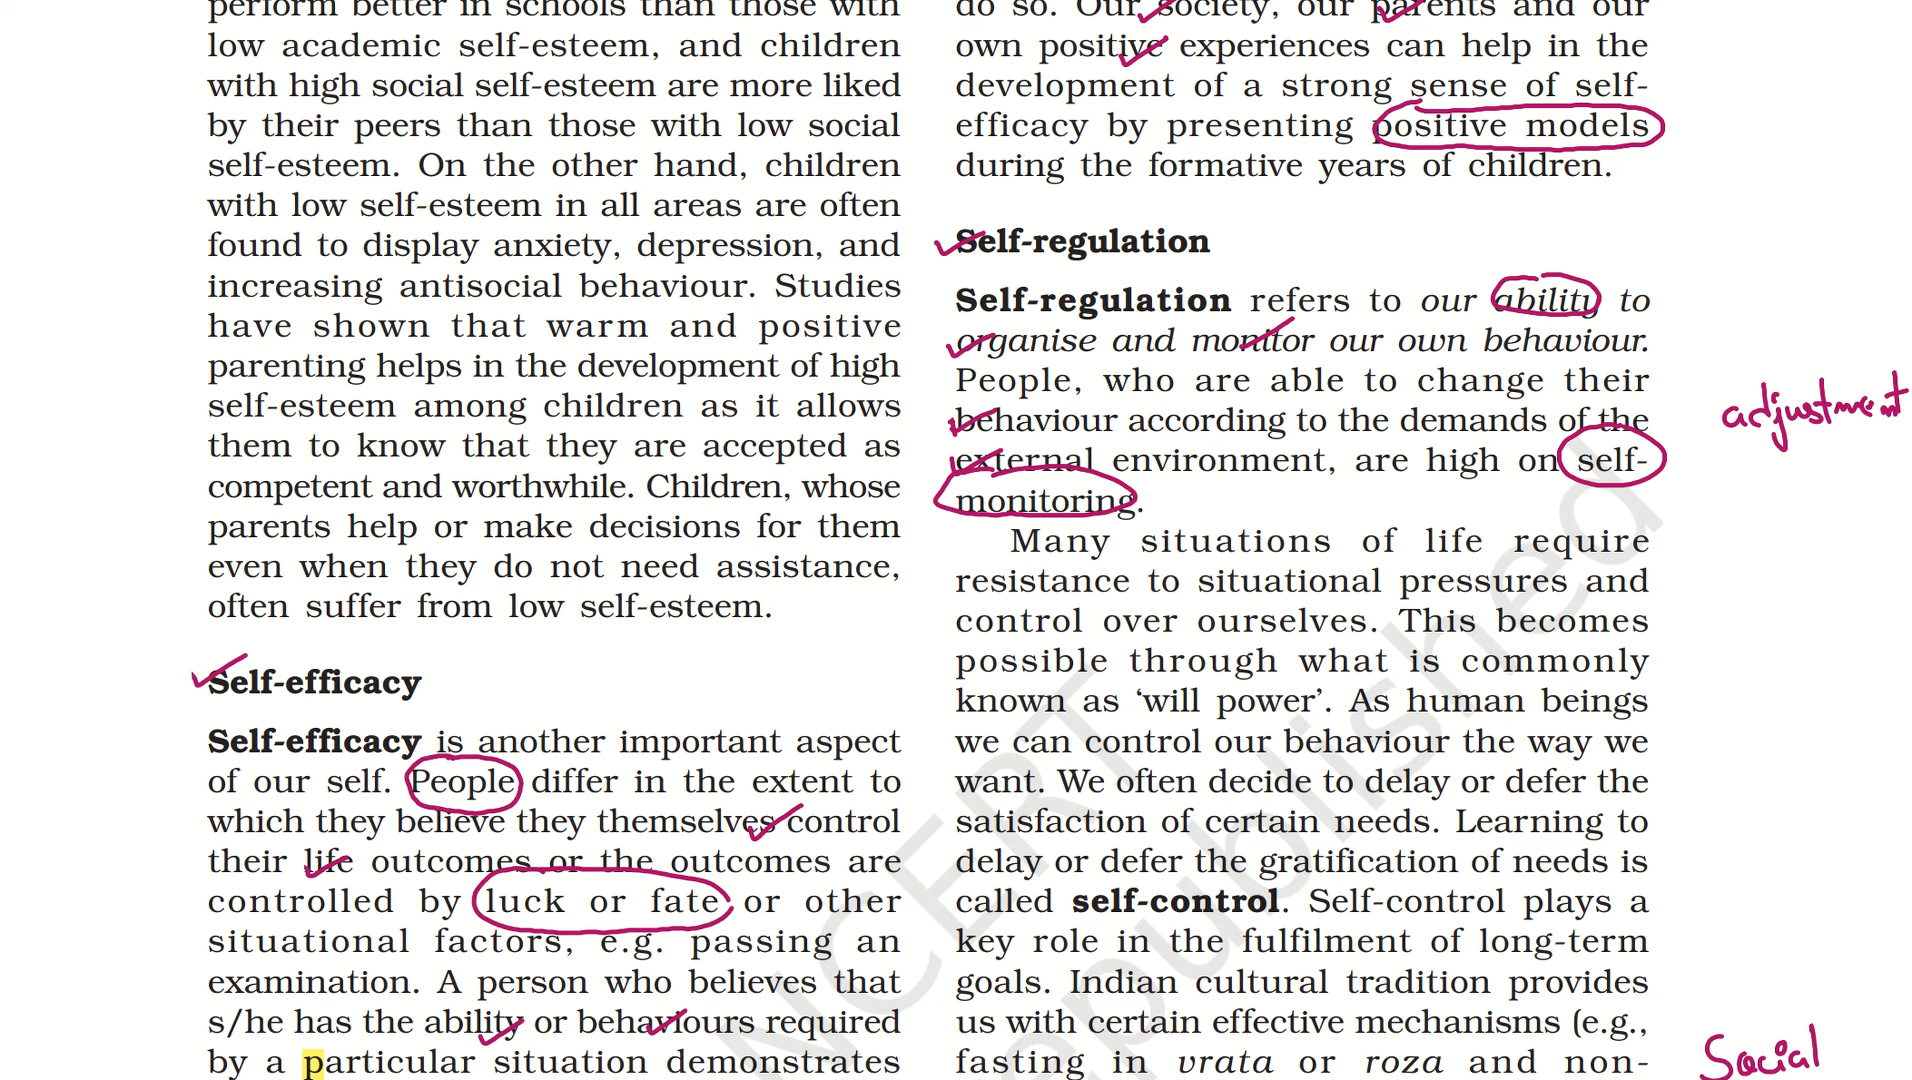 perform better in schools than those with
low academic self-esteem, and children
with high social self-esteem are more liked
by their peers than those with low social
self-esteem. On the other hand, children
with low self-esteem in all areas are often
found to display anxiety, depression, and
increasing antisocial behaviour. Studies
have shown that warm and positive
parenting helps in the development of high
self-esteem among children as it allows
them to know that they are accepted as
competent and worthwhile. Children, whose
parents help or make decisions for them
even when they do not need assistance,
often suffer from low self-esteem.
Self-efficacy
Self-efficacy is another important aspect
of our self. People differ in the extent to
which they believe they themselves control
their life outcomes or the outcomes are
controlled by luck or fate or other
situational factors, e.g. passing an
examination. A person who believes that
s/he has the ability or behaviours required
by a particular situation demonstrates
do so. Our society, our parents and our
own positive experiences can help in the
development of a strong sense of self-
efficacy by presenting positive models
during the formative years of children.
Self-regulation
Self-regulation refers to our ability to
organise and monitor our own behaviour.
People, who are able to change their
behaviour according to the demands of the
external environment, are high on self-
monitoring.
Many situations of life require
resistance to situational pressures and
control over ourselves. This becomes
possible through what is commonly
known as ‘will power’. As human beings
we can control our behaviour the way we
want. We often decide to delay or defer the
satisfaction of certain needs. Learning to
delay or defer the gratification of needs is
called self-control. Self-control plays a
key role in the fulfilment of long-term
goals. Indian cultural tradition provides
us with certain effective mechanisms (e.g.,
fasting in vrata or roza and non-
adjustment
Social
NCERT
republished